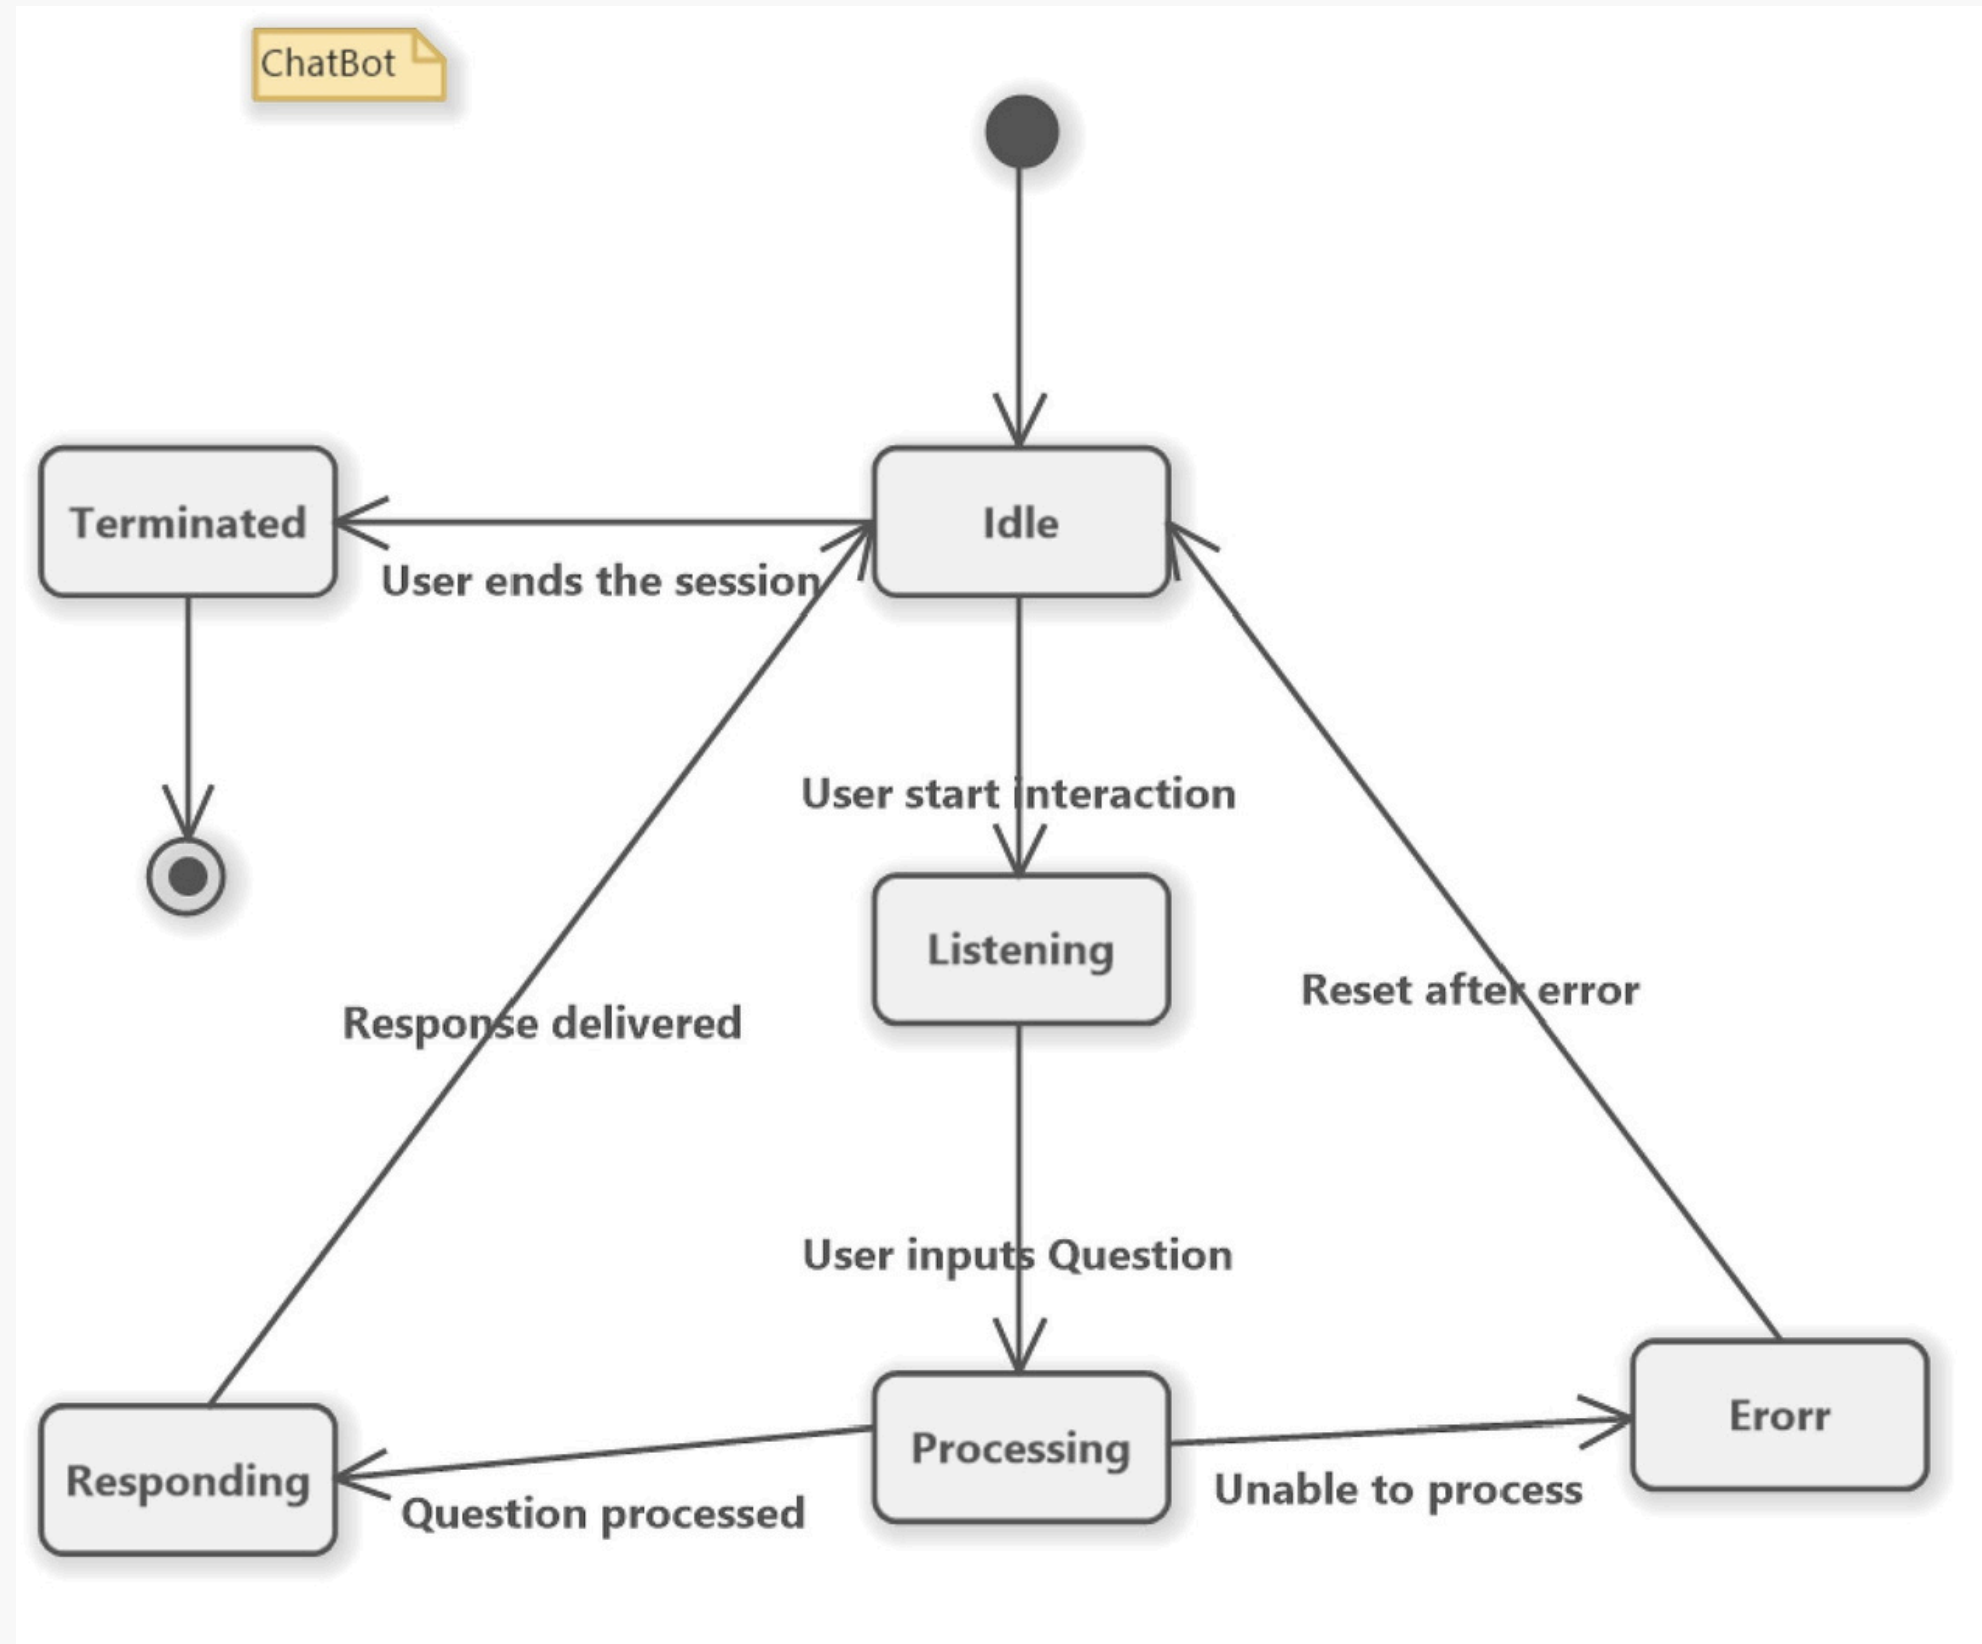 ChatBot
Terminated
Idle
User ends the session
User start interaction
Listening
Reset after error
Response delivered
User inputs Question
Erorr
Processing
Responding
Unable to process
Question processed